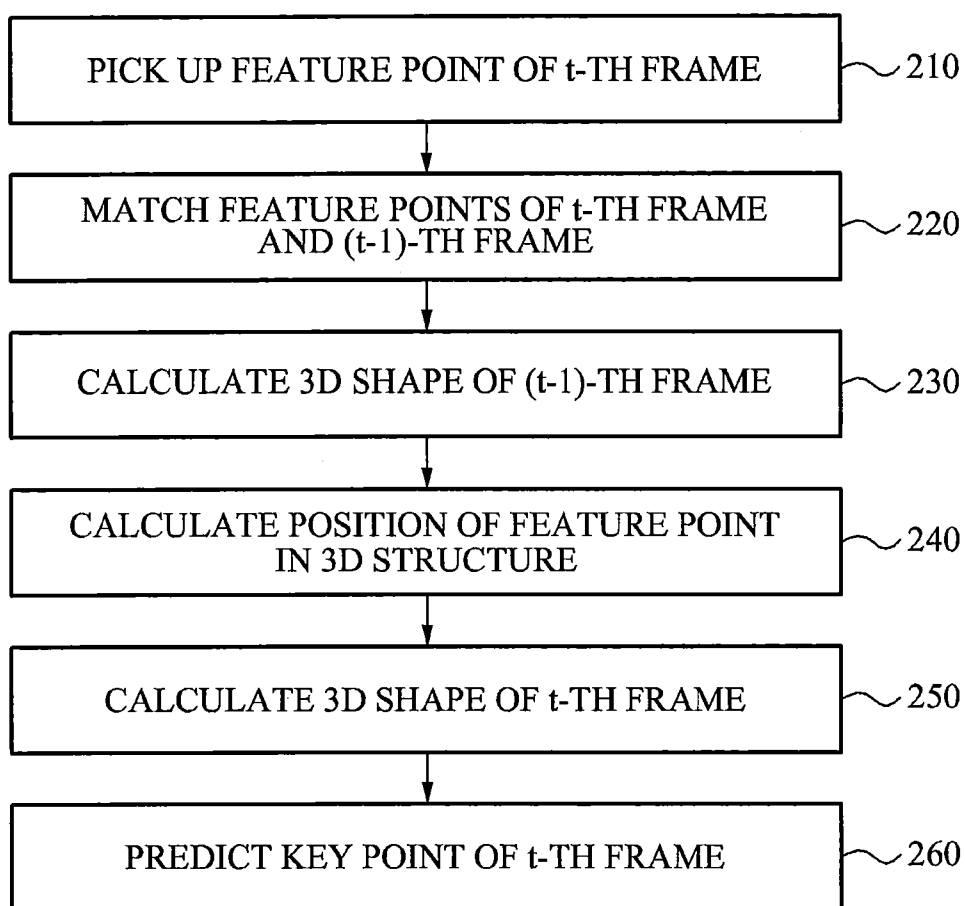 PICK UP FEATURE POINT OF t-TH FRAME
210
MATCH FEATURE POINTS OF t-TH FRAME
AND (t-1)-TH FRAME
220
CALCULATE 3D SHAPE OF (t-1)-TH FRAME
230
CALCULATE POSITION OF FEATURE POINT
IN 3D STRUCTURE
240
CALCULATE 3D SHAPE OF t-TH FRAME
250
PREDICT KEY POINT OF t-TH FRAME
260